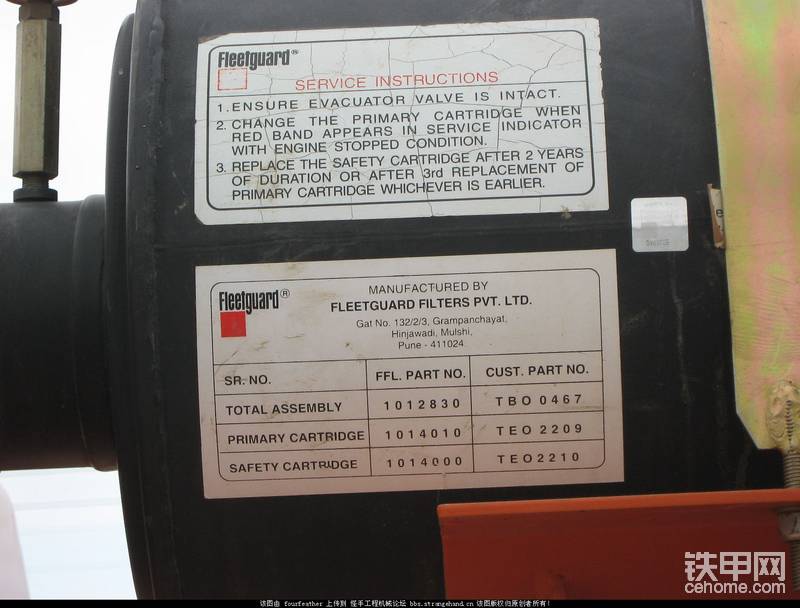 Fleetguard®
SERVICE INSTRUCTIONS
1. ENSURE EVACUATOR VALVE IS INTACT.
2. CHANGE THE PRIMARY CARTRIDGE WHEN
RED BAND APPEARS IN SERVICE INDICATOR
WITH ENGINE STOPPED CONDITION.
3. REPLACE THE SAFETY CARTRIDGE AFTER 2 YEARS
OF DURATION OR AFTER 3rd REPLACEMENT OF
PRIMARY CARTRIDGE WHICHEVER IS EARLIER.
Fleetguard®
MANUFACTURED BY
FLEETGUARD FILTERS PVT. LTD.
Gat No. 132/2/3, Grampanchayat,
Hinjawadi, Mulshi,
Pune - 411024
SR. NO. FFL. PART NO. CUST. PART NO.
TOTAL ASSEMBLY 1012830 TBO 0467
PRIMARY CARTRIDGE 1014010 TEO 2209
SAFETY CARTRIDGE 1014000 TEO2210
铁甲网
cehome.com
该图由 fourfeather 上传到 怪手工程机械论坛 bbs.strangehand.cn 该图版权归原创者所有!